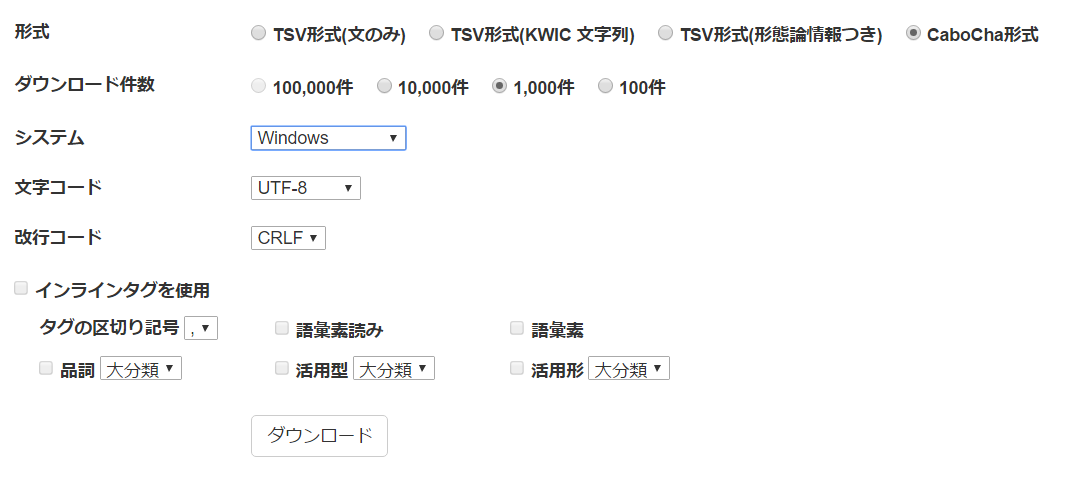 形式 TSV形式(文のみ) TSV形式(KWIC 文字列) TSV形式(形態論情報つき) CaboCha形式
ダウンロード件数 100,000件 10,000件 1,000件 100件
システム Windows
文字コード UTF-8
改行コード CRLF
インラインタグを使用
タグの区切り記号 , 語彙素読み 語彙素
品詞 大分類 活用型 大分類 活用形 大分類
ダウンロード